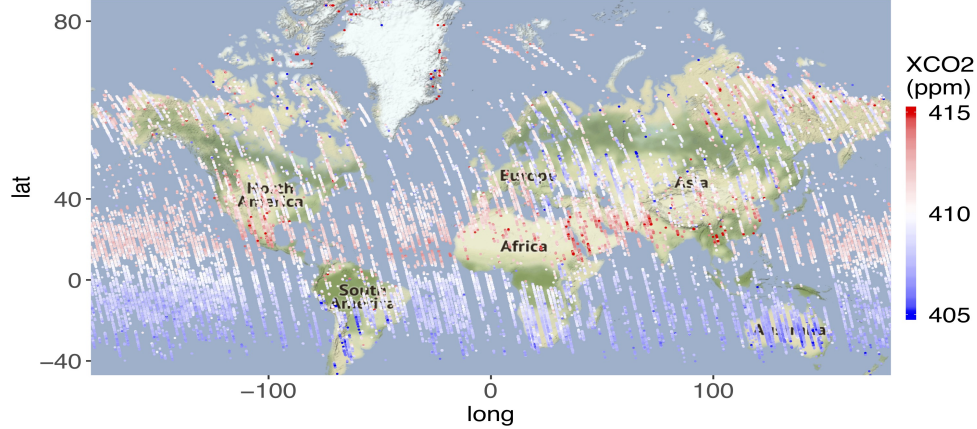 80
40
0
−40
lat
−100
0
100
long
North
America
Europe
Asia
Africa
South
America
Australia
XCO2
(ppm)
415
410
405